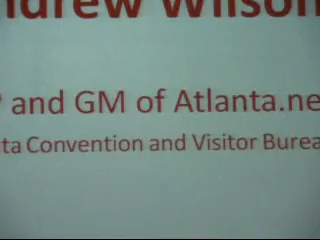 ndrew Wilson
P and GM of Atlanta.ne
ta Convention and Visitor Burea